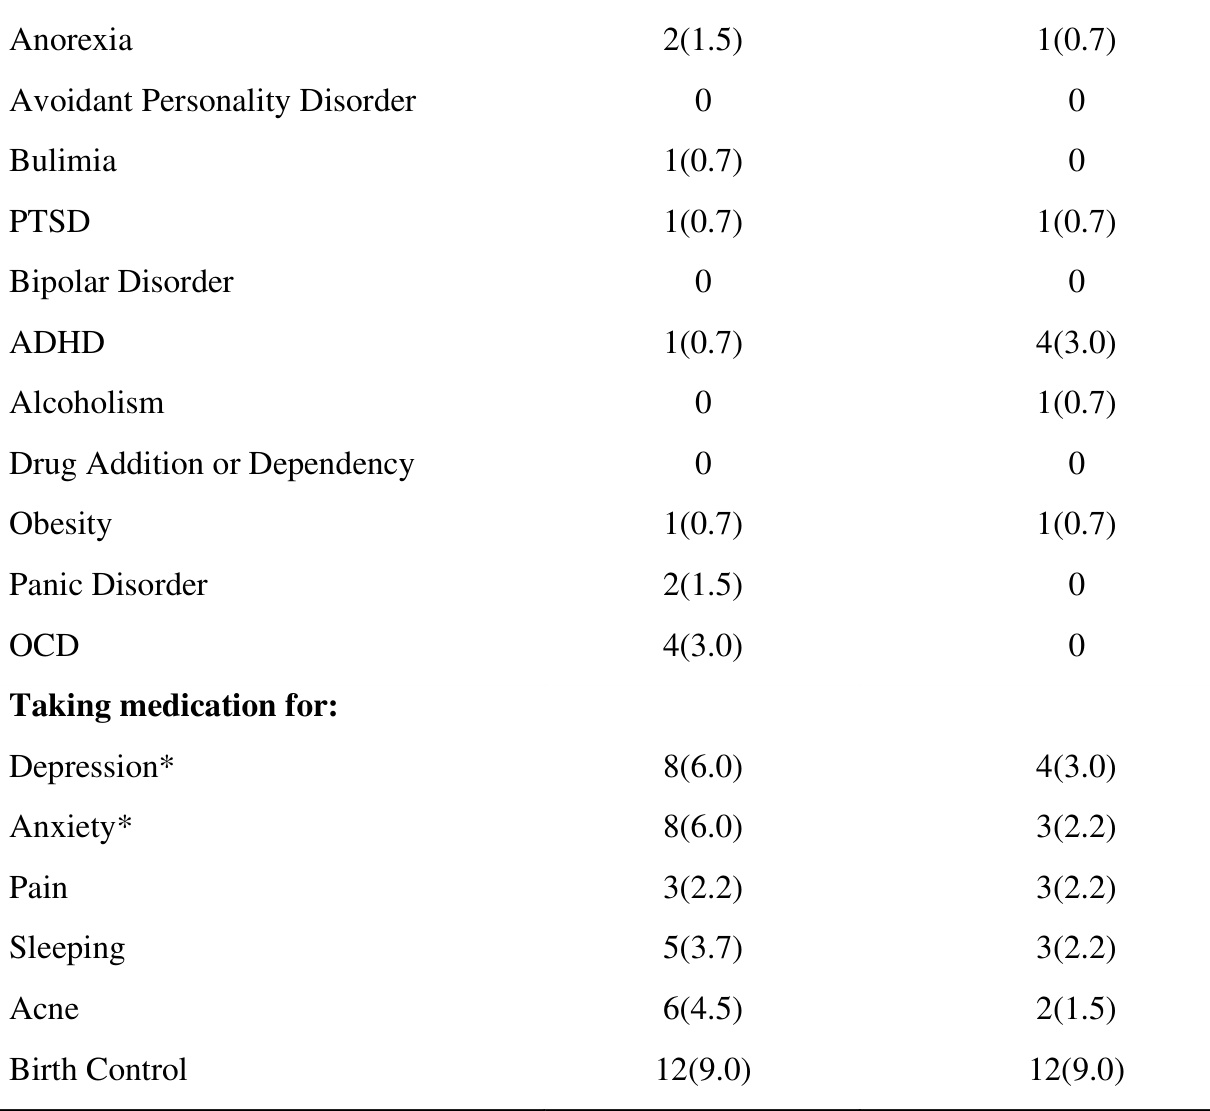 Anorexia 2(1.5) 1(0.7)
Avoidant Personality Disorder 0 0
Bulimia 1(0.7) 0
PTSD 1(0.7) 1(0.7)
Bipolar Disorder 0 0
ADHD 1(0.7) 4(3.0)
Alcoholism 0 1(0.7)
Drug Addition or Dependency 0 0
Obesity 1(0.7) 1(0.7)
Panic Disorder 2(1.5) 0
OCD 4(3.0) 0
Taking medication for:
Depression* 8(6.0) 4(3.0)
Anxiety* 8(6.0) 3(2.2)
Pain 3(2.2) 3(2.2)
Sleeping 5(3.7) 3(2.2)
Acne 6(4.5) 2(1.5)
Birth Control 12(9.0) 12(9.0)